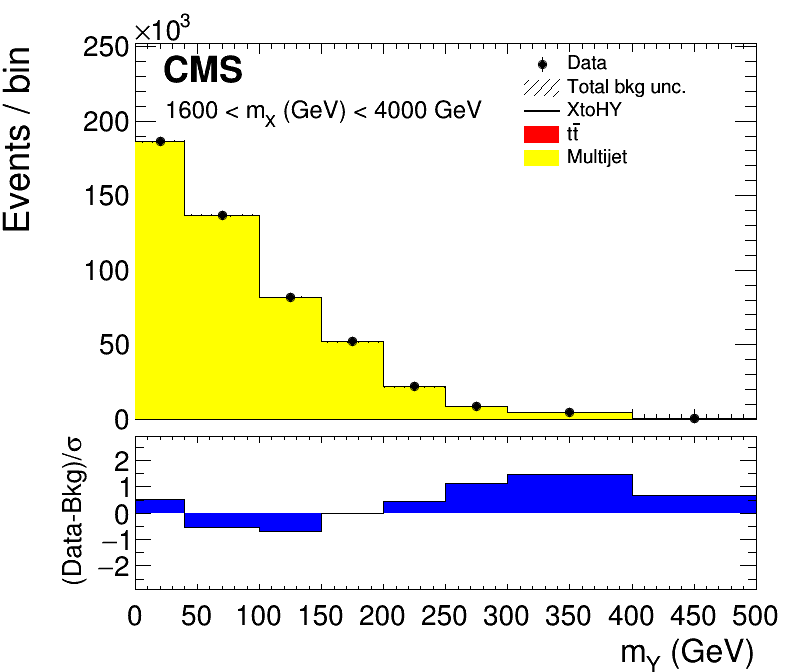 ×10³
Events / bin
250
200
150
100
50
0
CMS
1600 < m_X (GeV) < 4000 GeV
Data
Total bkg unc.
XtoHY
tt̄
Multijet
(Data-Bkg)/σ
2
1
0
−1
−2
0 50 100 150 200 250 300 350 400 450 500
m_Y (GeV)